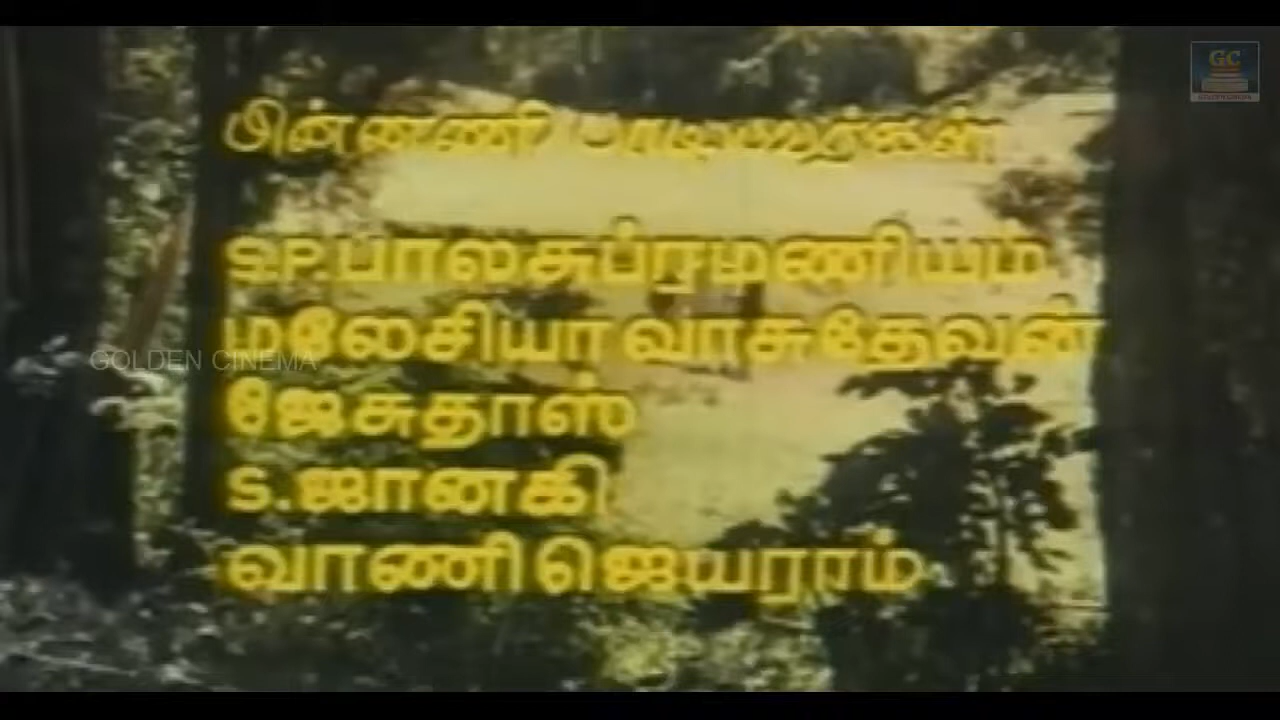 GC
பின்னணி பாடியவர்கள்
S.P.பாலசுப்ரமணியம்
மலேசியா வாசுதேவன்
GOLDEN CINEMA
ஜேசுதாஸ்
S.ஜானகி
வாணி ஜெயராம்